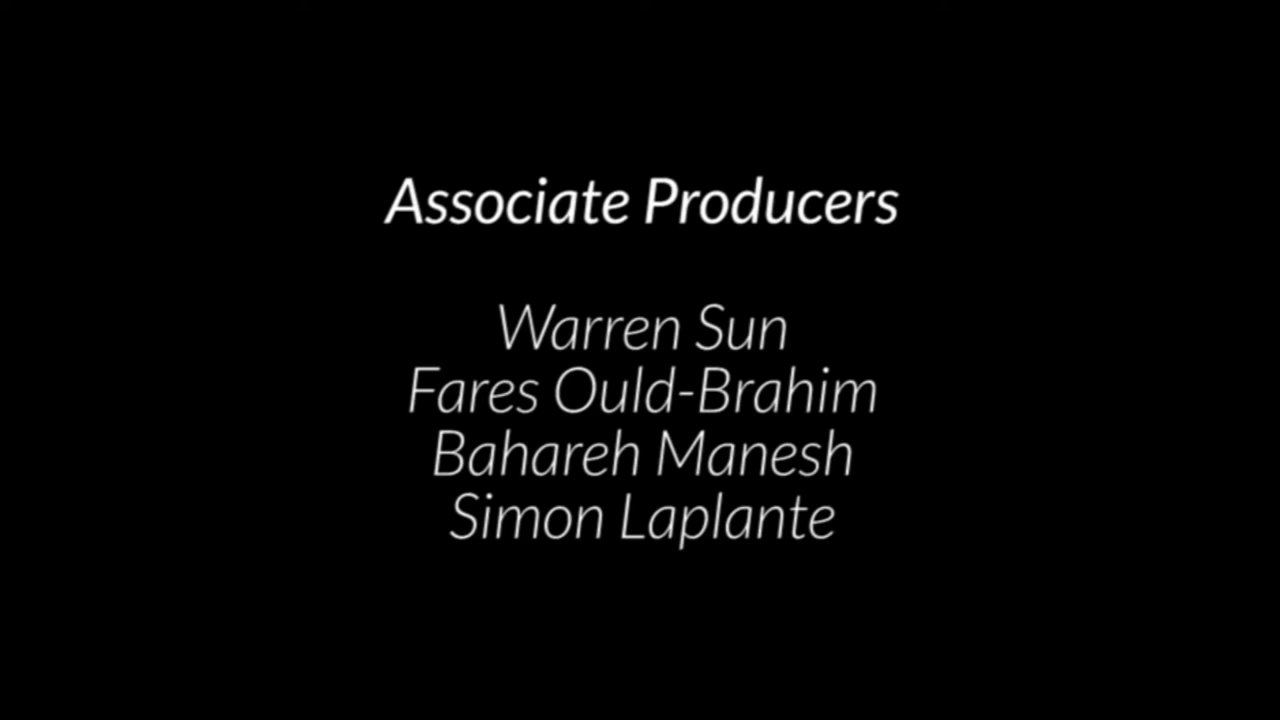 Associate Producers
Warren Sun
Fares Ould-Brahim
Bahareh Manesh
Simon Laplante